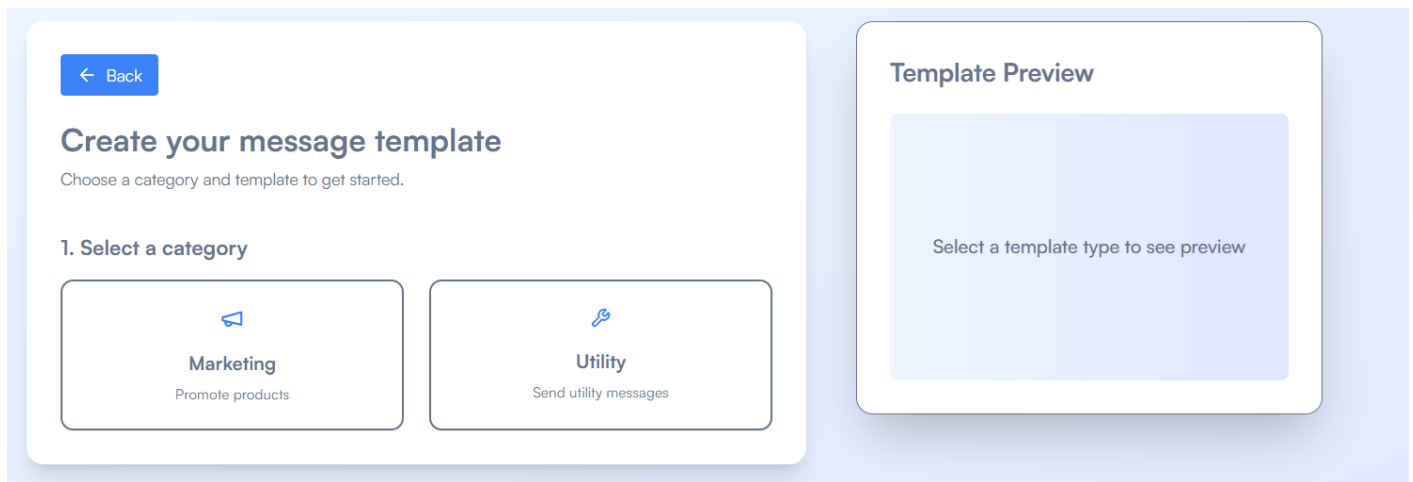 Back
Create your message template
Choose a category and template to get started.
1. Select a category
Marketing
Promote products
Utility
Send utility messages
Template Preview
Select a template type to see preview